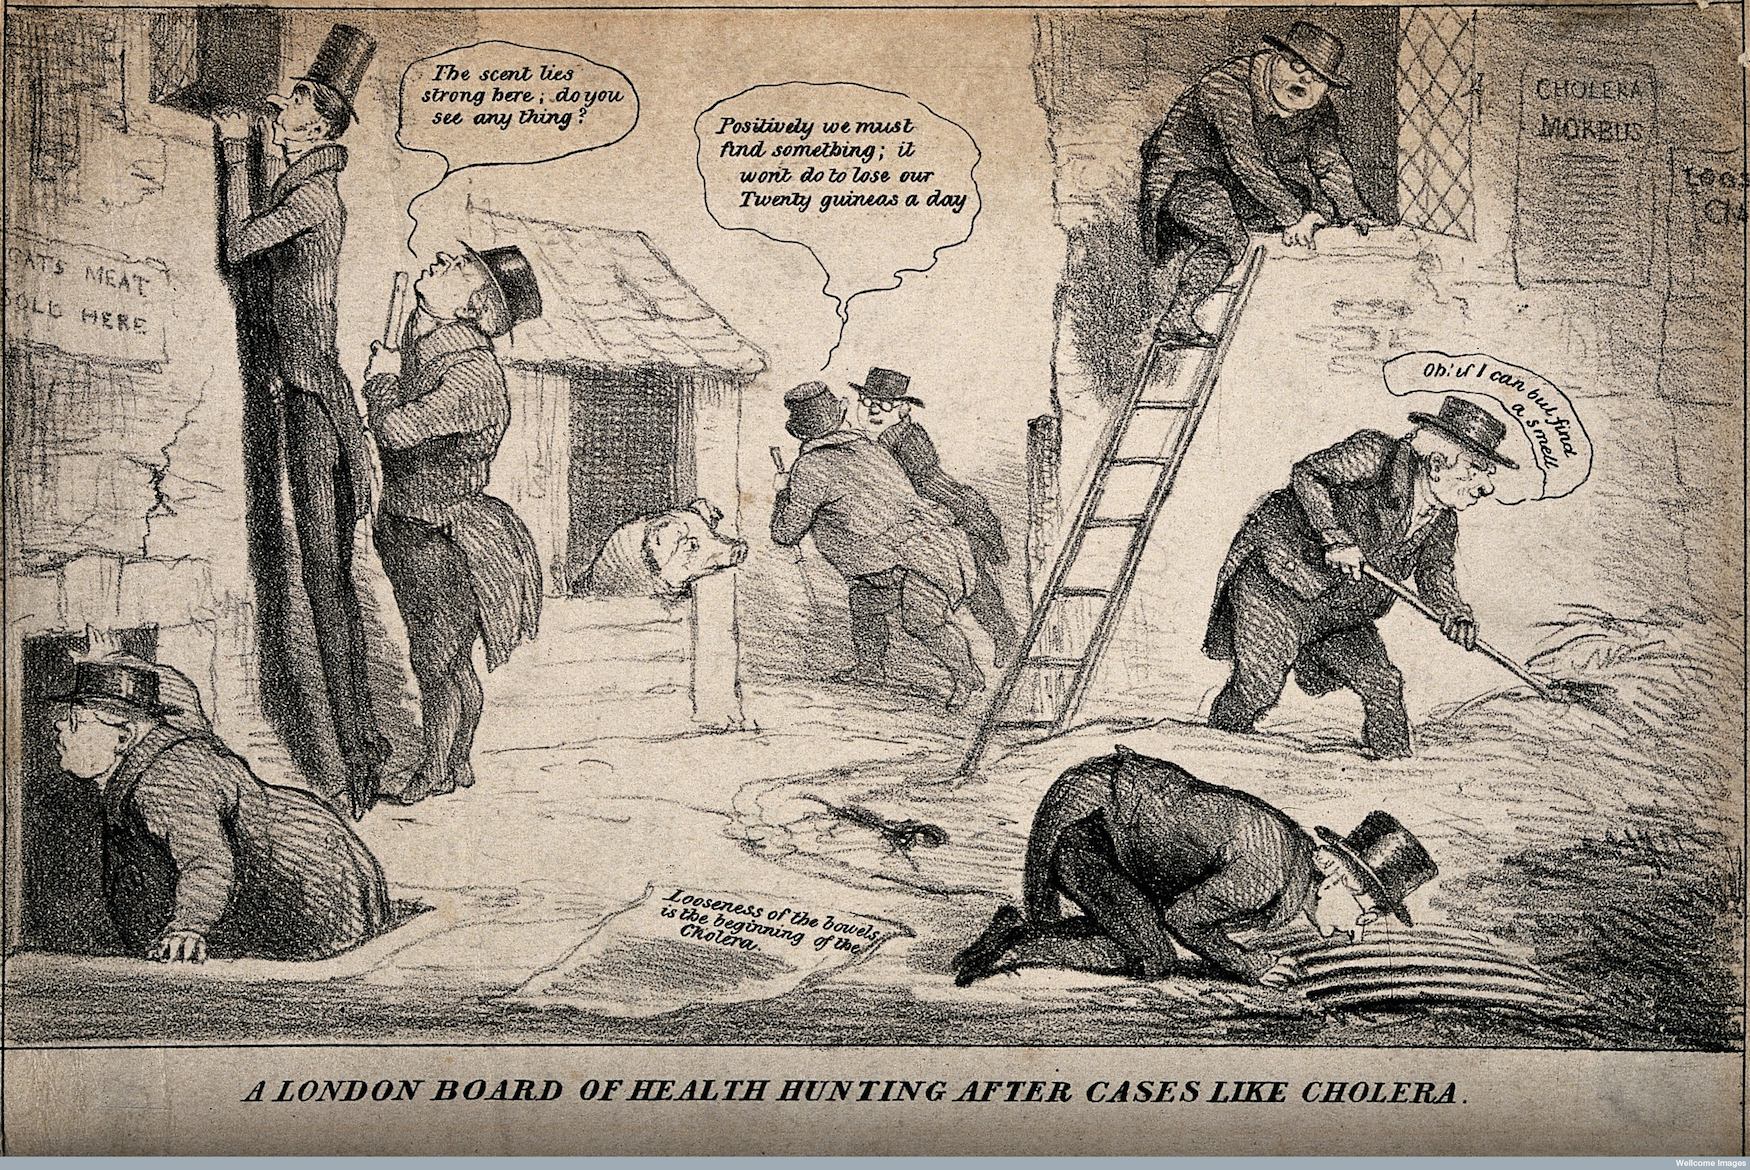 The scent lies
strong here; do you
see any thing?
Positively we must
find something; it
wont do to lose our
Twenty guineas a day
CHOLERA
MORBUS
MEAT
HERE
Oh! if I can but find
a smell
Looseness of the bowels
is the beginning of the
Cholera.
A LONDON BOARD OF HEALTH HUNTING AFTER CASES LIKE CHOLERA.
Wellcome Images